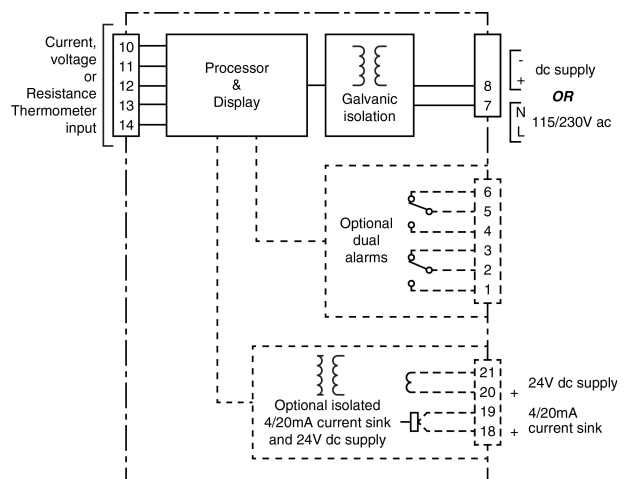 Current,
voltage
or
Resistance
Thermometer
input
10
11
12
13
14
Processor
&
Display
Galvanic
isolation
8
7
-
+
dc supply
OR
N
L
115/230V ac
Optional
dual
alarms
6
5
4
3
2
1
Optional isolated
4/20mA current sink
and 24V dc supply
21
20
19
18
+
24V dc supply
+
4/20mA
current sink